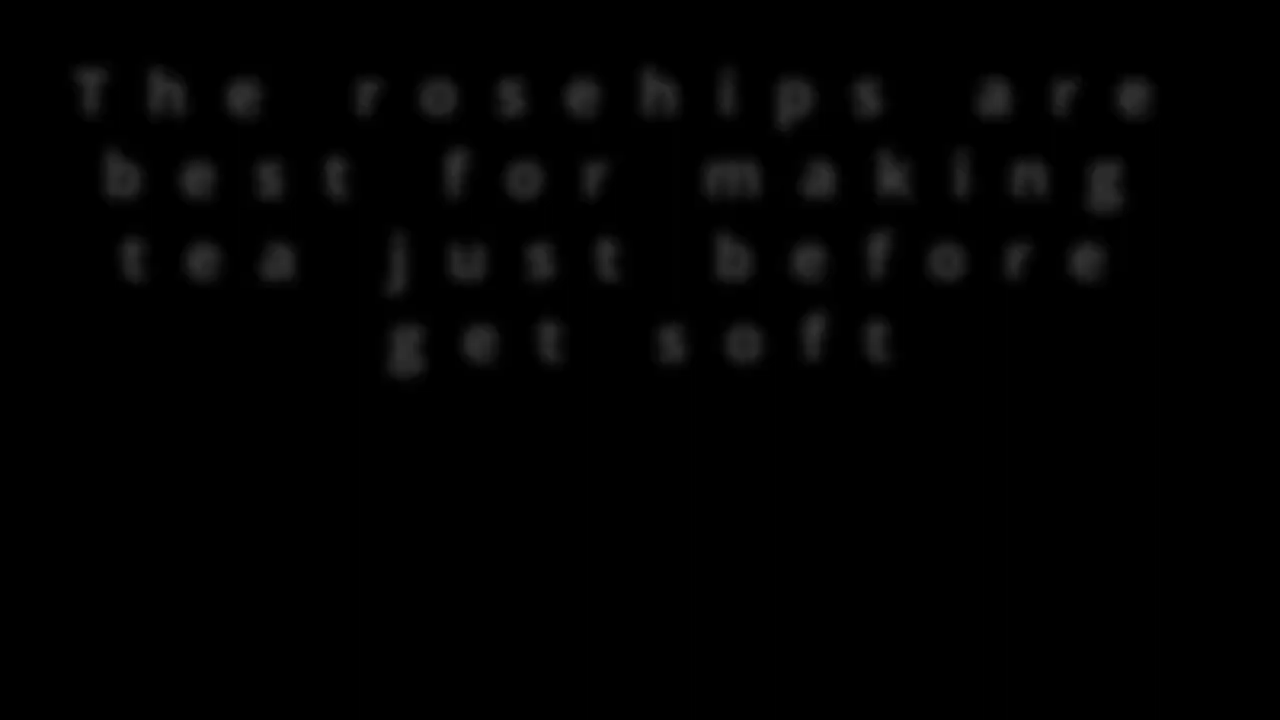 The rosehips are
best for making
tea just before
get soft